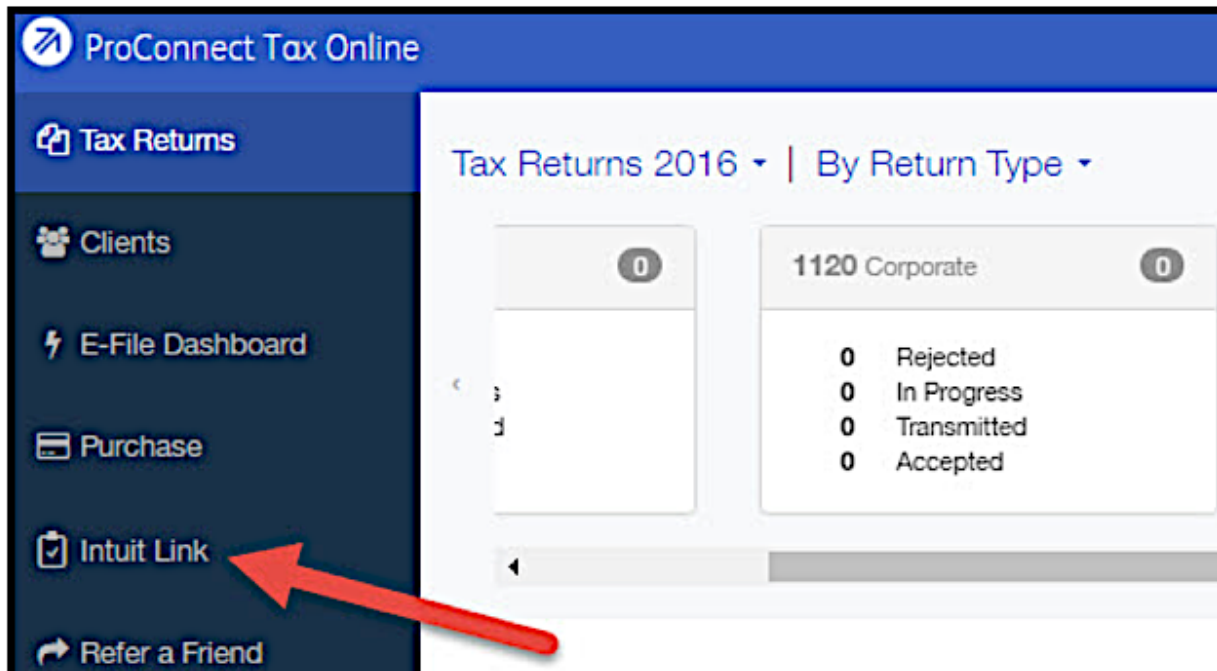 ProConnect Tax Online
Tax Returns
Clients
E-File Dashboard
Purchase
Intuit Link
Refer a Friend
Tax Returns 2016 | By Return Type
0
s
d
1120 Corporate 0
0 Rejected
0 In Progress
0 Transmitted
0 Accepted